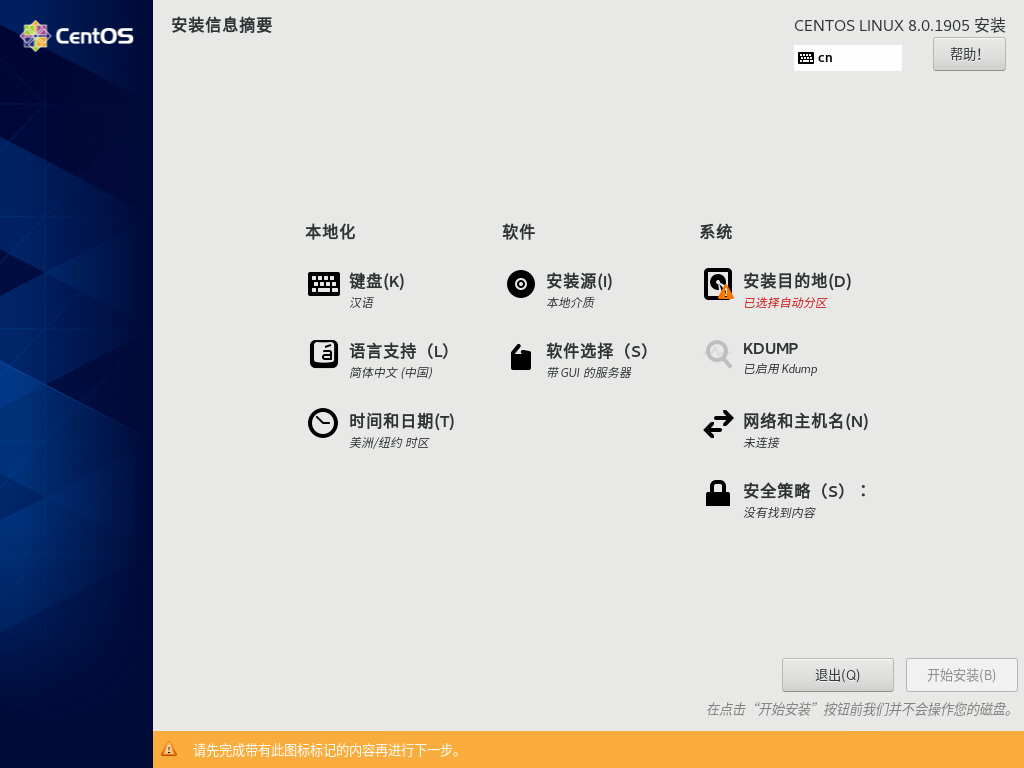 CentOS
安装信息摘要
CENTOS LINUX 8.0.1905 安装
cn
帮助!
本地化
软件
系统
键盘(K)
汉语
安装源(I)
本地介质
安装目的地(D)
已选择自动分区
语言支持（L）
简体中文 (中国)
软件选择（S）
带 GUI 的服务器
KDUMP
已启用 Kdump
时间和日期(T)
美洲/纽约 时区
网络和主机名(N)
未连接
安全策略（S）：
没有找到内容
退出(Q)
开始安装(B)
在点击“开始安装”按钮前我们并不会操作您的磁盘。
请先完成带有此图标标记的内容再进行下一步。